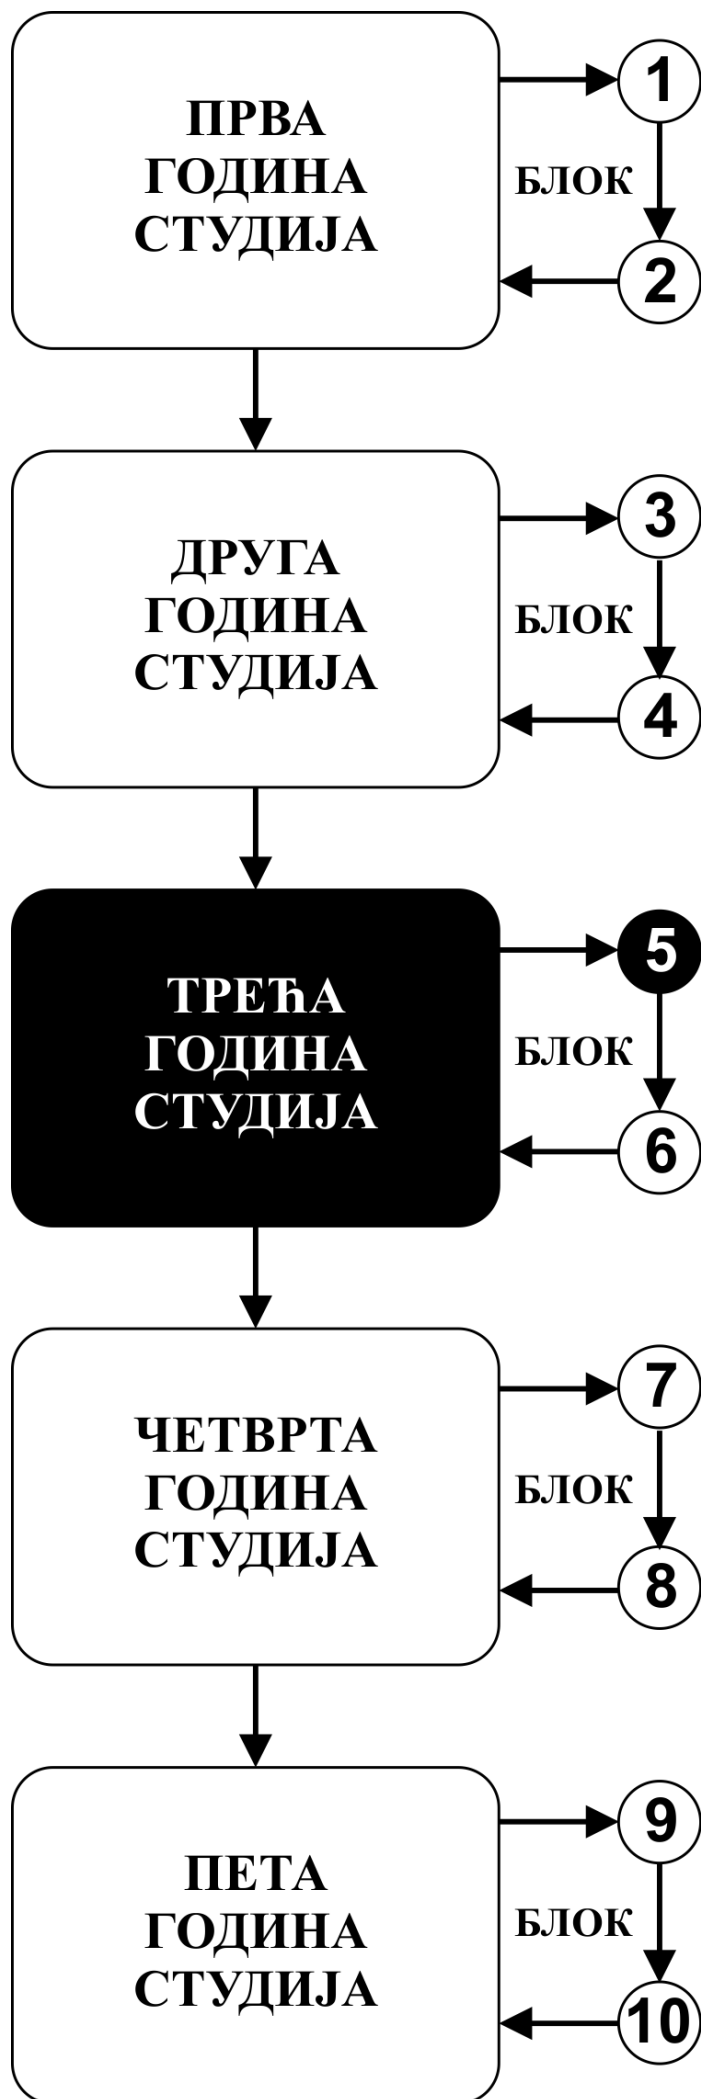 ПРВА
ГОДИНА
СТУДИЈА
1
БЛОК
2
ДРУГА
ГОДИНА
СТУДИЈА
3
БЛОК
4
ТРЕЋА
ГОДИНА
СТУДИЈА
5
БЛОК
6
ЧЕТВРТА
ГОДИНА
СТУДИЈА
7
БЛОК
8
ПЕТА
ГОДИНА
СТУДИЈА
9
БЛОК
10